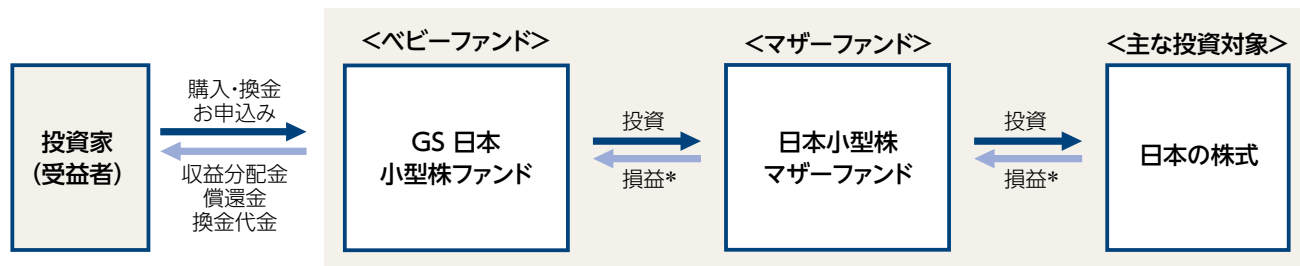 <ベビーファンド>
<マザーファンド>
<主な投資対象>
投資家
(受益者)
購入・換金
お申込み
収益分配金
償還金
換金代金
GS 日本
小型株ファンド
投資
損益*
日本小型株
マザーファンド
投資
損益*
日本の株式